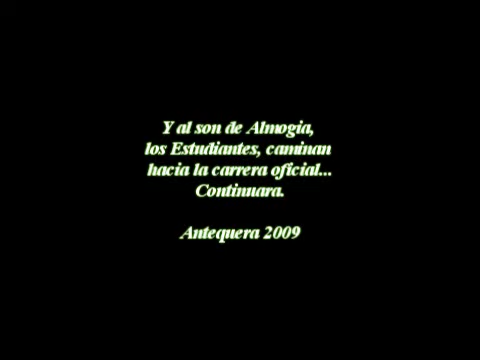 Y al son de Almogia,
los Estudiantes, caminan
hacia la carrera oficial...
Continuara.
Antequera 2009